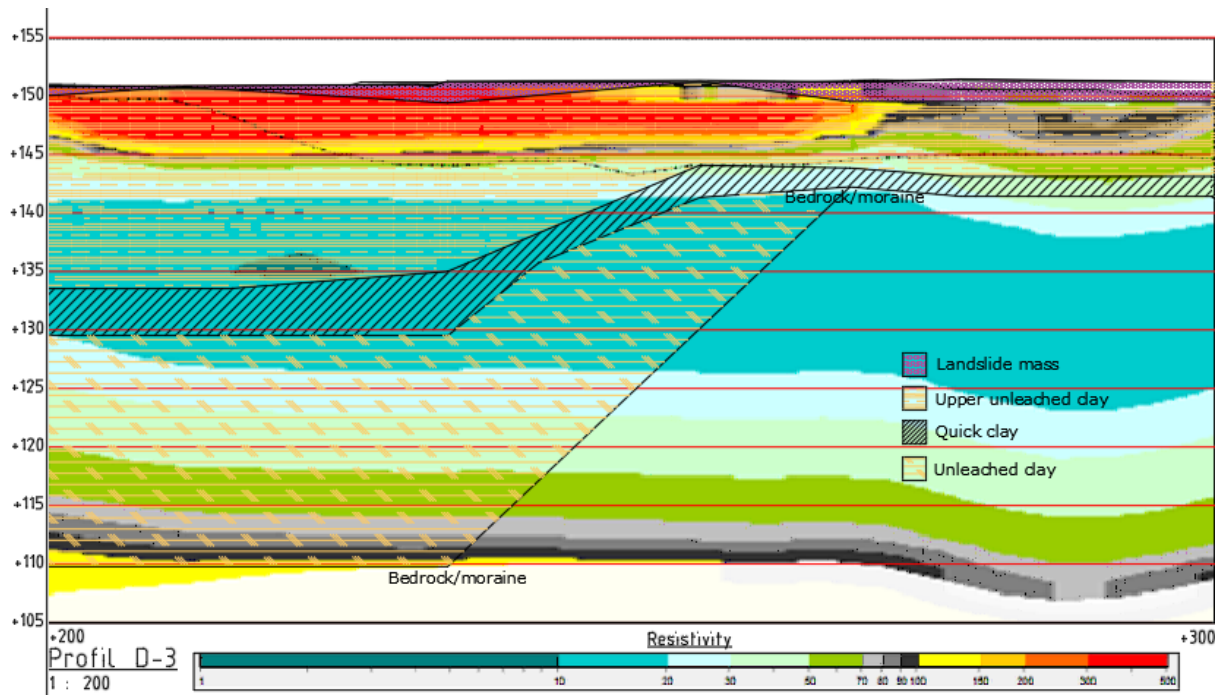 +155
+150
+145
+140
+135
+130
+125
+120
+115
+110
+105
Bedrock/moraine
Landslide mass
Upper unleached clay
Quick clay
Unleached clay
Bedrock/moraine
+200
+300
Resistivity
Profil D-3
1 : 200
1 10 20 30 50 70 80 90 100 150 200 300 500